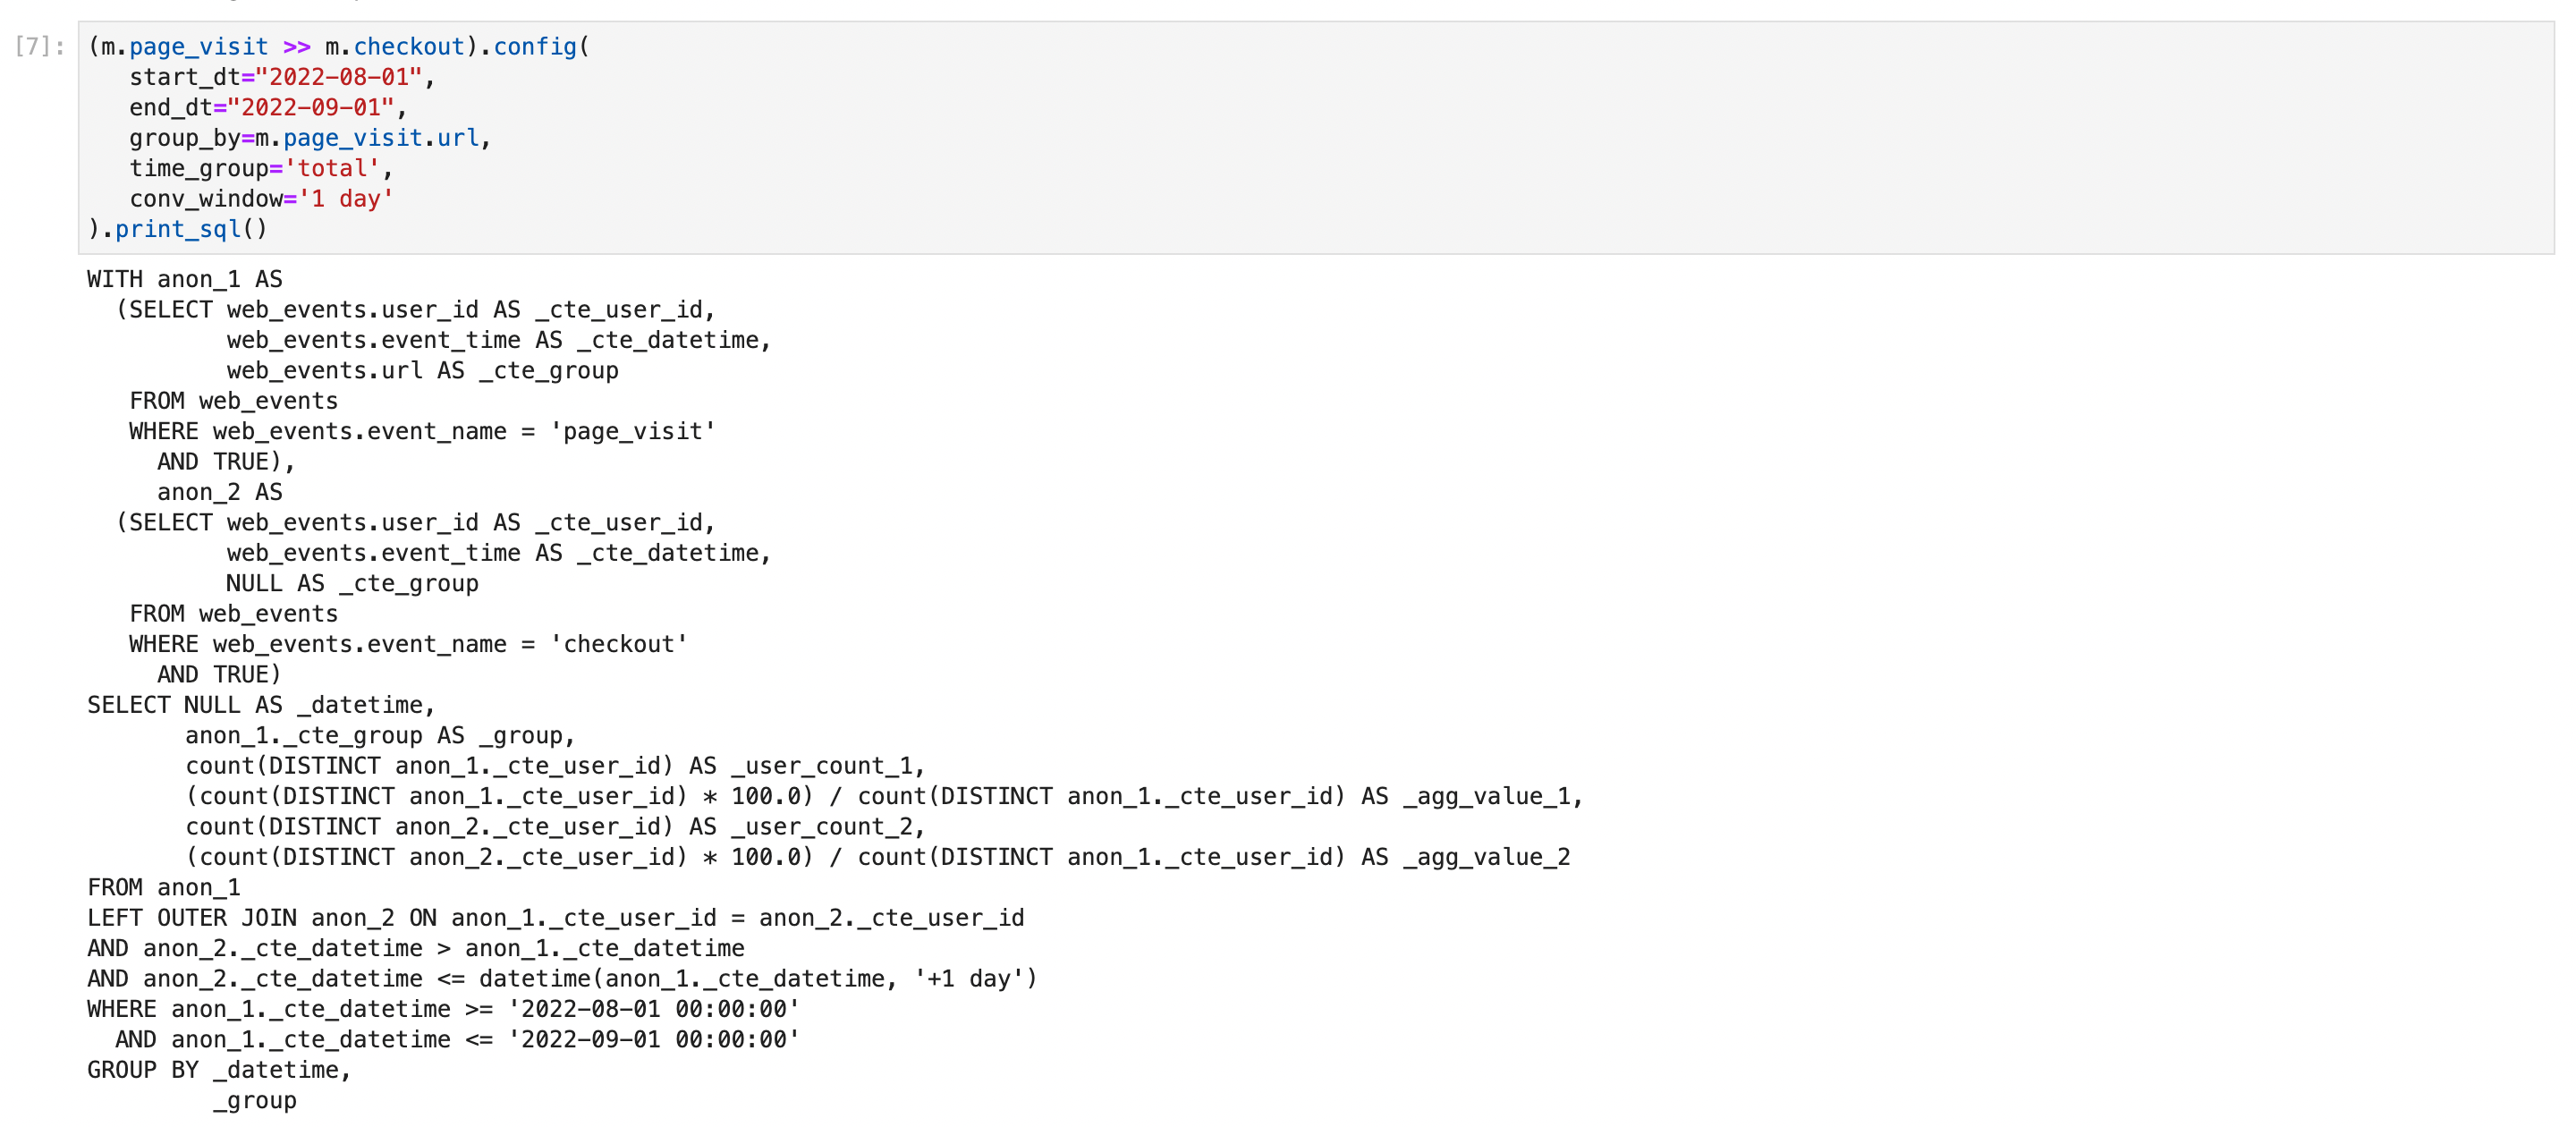 [7]: (m.page_visit >> m.checkout).config(
   start_dt="2022-08-01",
   end_dt="2022-09-01",
   group_by=m.page_visit.url,
   time_group='total',
   conv_window='1 day'
).print_sql()
WITH anon_1 AS
  (SELECT web_events.user_id AS _cte_user_id,
          web_events.event_time AS _cte_datetime,
          web_events.url AS _cte_group
   FROM web_events
   WHERE web_events.event_name = 'page_visit'
     AND TRUE),
     anon_2 AS
  (SELECT web_events.user_id AS _cte_user_id,
          web_events.event_time AS _cte_datetime,
          NULL AS _cte_group
   FROM web_events
   WHERE web_events.event_name = 'checkout'
     AND TRUE)
SELECT NULL AS _datetime,
       anon_1._cte_group AS _group,
       count(DISTINCT anon_1._cte_user_id) AS _user_count_1,
       (count(DISTINCT anon_1._cte_user_id) * 100.0) / count(DISTINCT anon_1._cte_user_id) AS _agg_value_1,
       count(DISTINCT anon_2._cte_user_id) AS _user_count_2,
       (count(DISTINCT anon_2._cte_user_id) * 100.0) / count(DISTINCT anon_1._cte_user_id) AS _agg_value_2
FROM anon_1
LEFT OUTER JOIN anon_2 ON anon_1._cte_user_id = anon_2._cte_user_id
AND anon_2._cte_datetime > anon_1._cte_datetime
AND anon_2._cte_datetime <= datetime(anon_1._cte_datetime, '+1 day')
WHERE anon_1._cte_datetime >= '2022-08-01 00:00:00'
  AND anon_1._cte_datetime <= '2022-09-01 00:00:00'
GROUP BY _datetime,
         _group